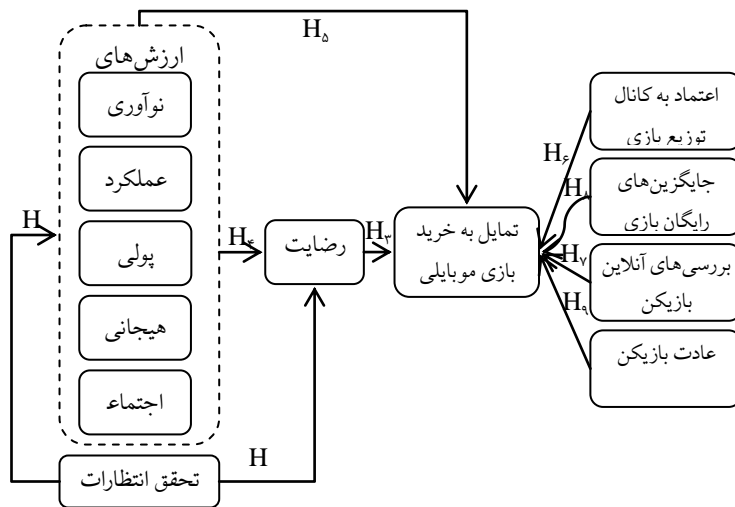 H۵
ارزش‌های
نوآوری
عملکرد
پولی
هیجانی
اجتماع
تحقق انتظارات
H
H
H۴
رضایت
H۳
تمایل به خرید
بازی موبایلی
H۶
H۸
H۷
H۹
اعتماد به کانال
توزیع بازی
جایگزین‌های
رایگان بازی
بررسی‌های آنلاین
بازیکن
عادت بازیکن